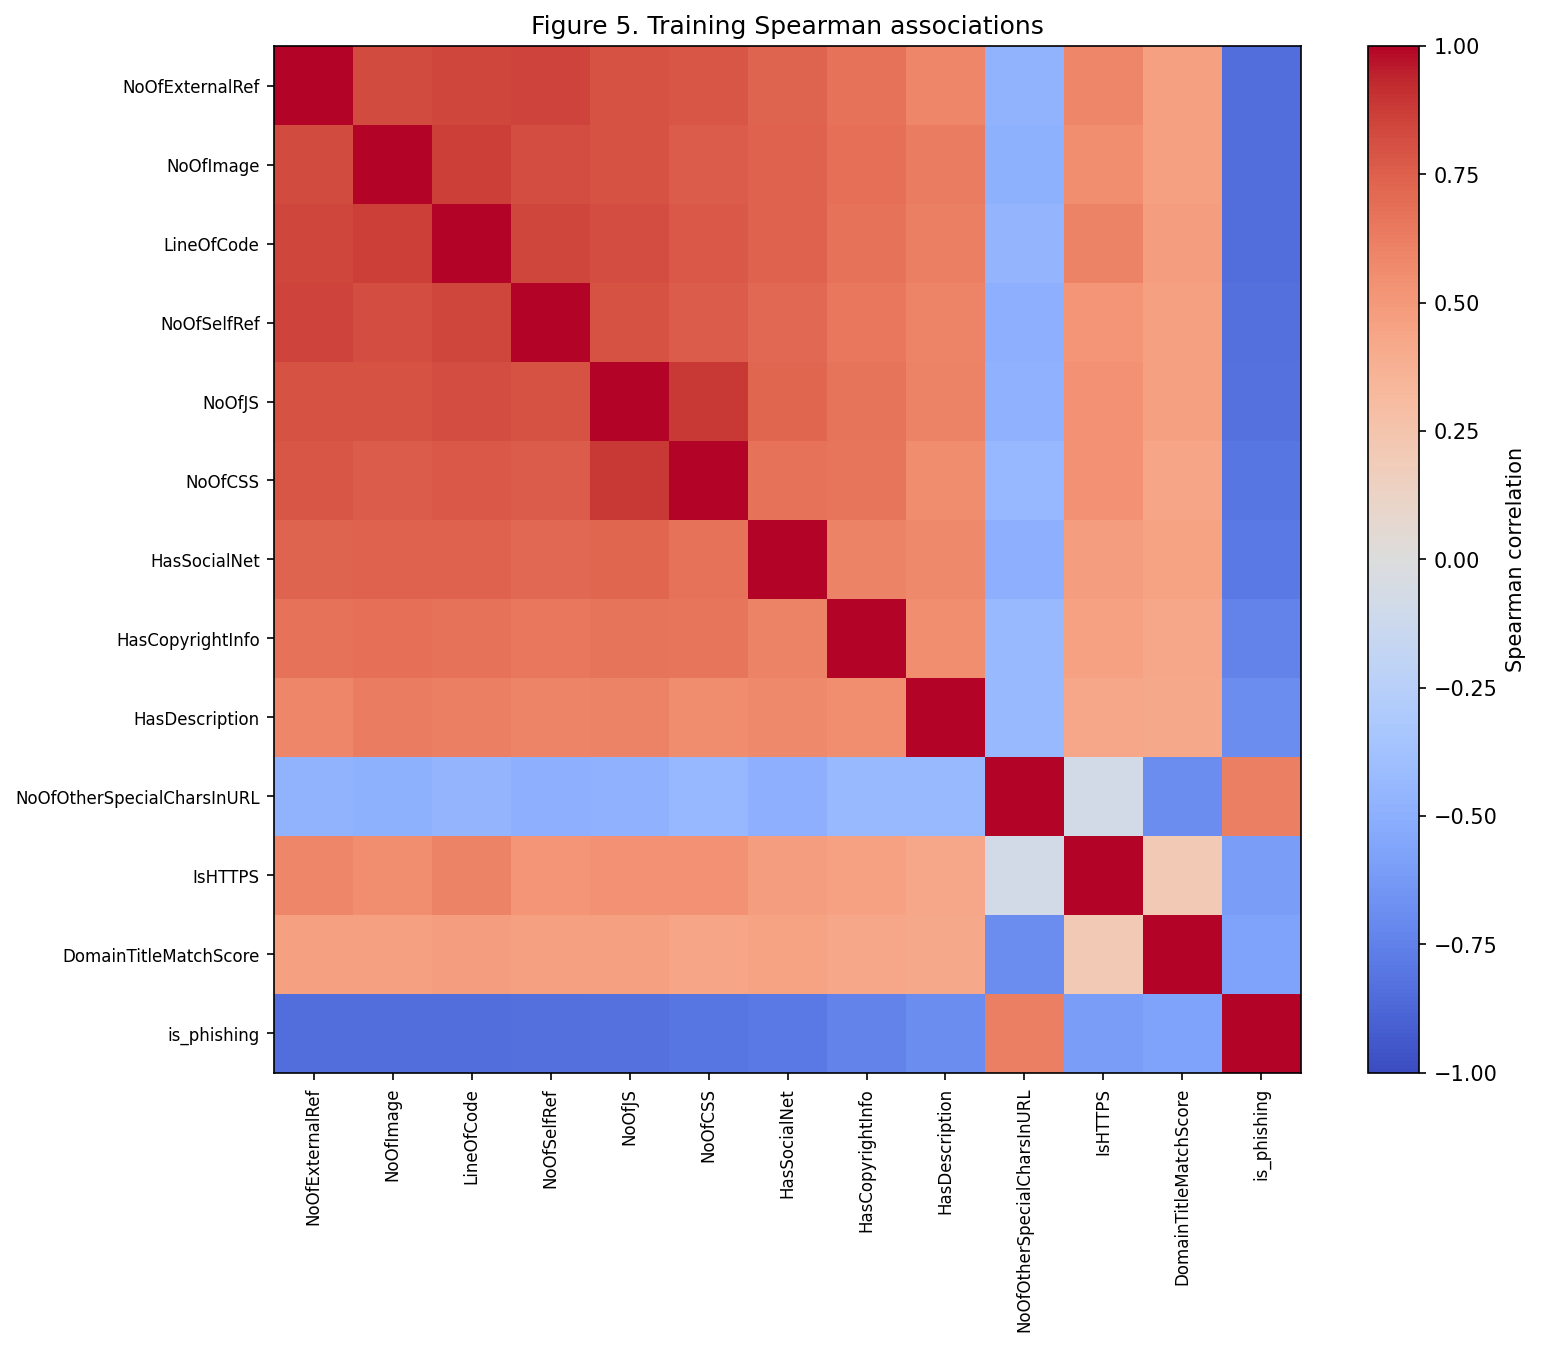 Figure 5. Training Spearman associations
NoOfExternalRef
NoOfImage
LineOfCode
NoOfSelfRef
NoOfJS
NoOfCSS
HasSocialNet
HasCopyrightInfo
HasDescription
NoOfOtherSpecialCharsInURL
IsHTTPS
DomainTitleMatchScore
is_phishing
NoOfExternalRef
NoOfImage
LineOfCode
NoOfSelfRef
NoOfJS
NoOfCSS
HasSocialNet
HasCopyrightInfo
HasDescription
NoOfOtherSpecialCharsInURL
IsHTTPS
DomainTitleMatchScore
is_phishing
1.00
0.75
0.50
0.25
0.00
−0.25
−0.50
−0.75
−1.00
Spearman correlation